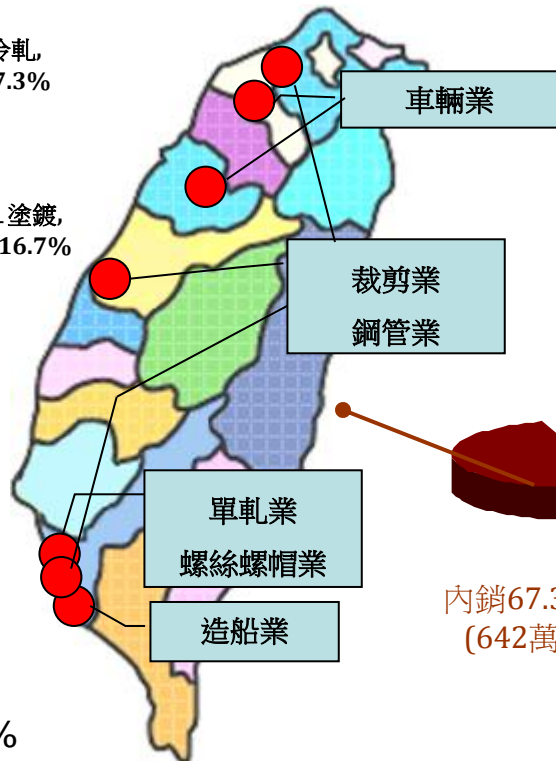 冷軋,
7.3%
塗鍍,
16.7%
車輛業
裁剪業
鋼管業
單軋業
螺絲螺帽業
造船業
內銷67.3
(642萬
%